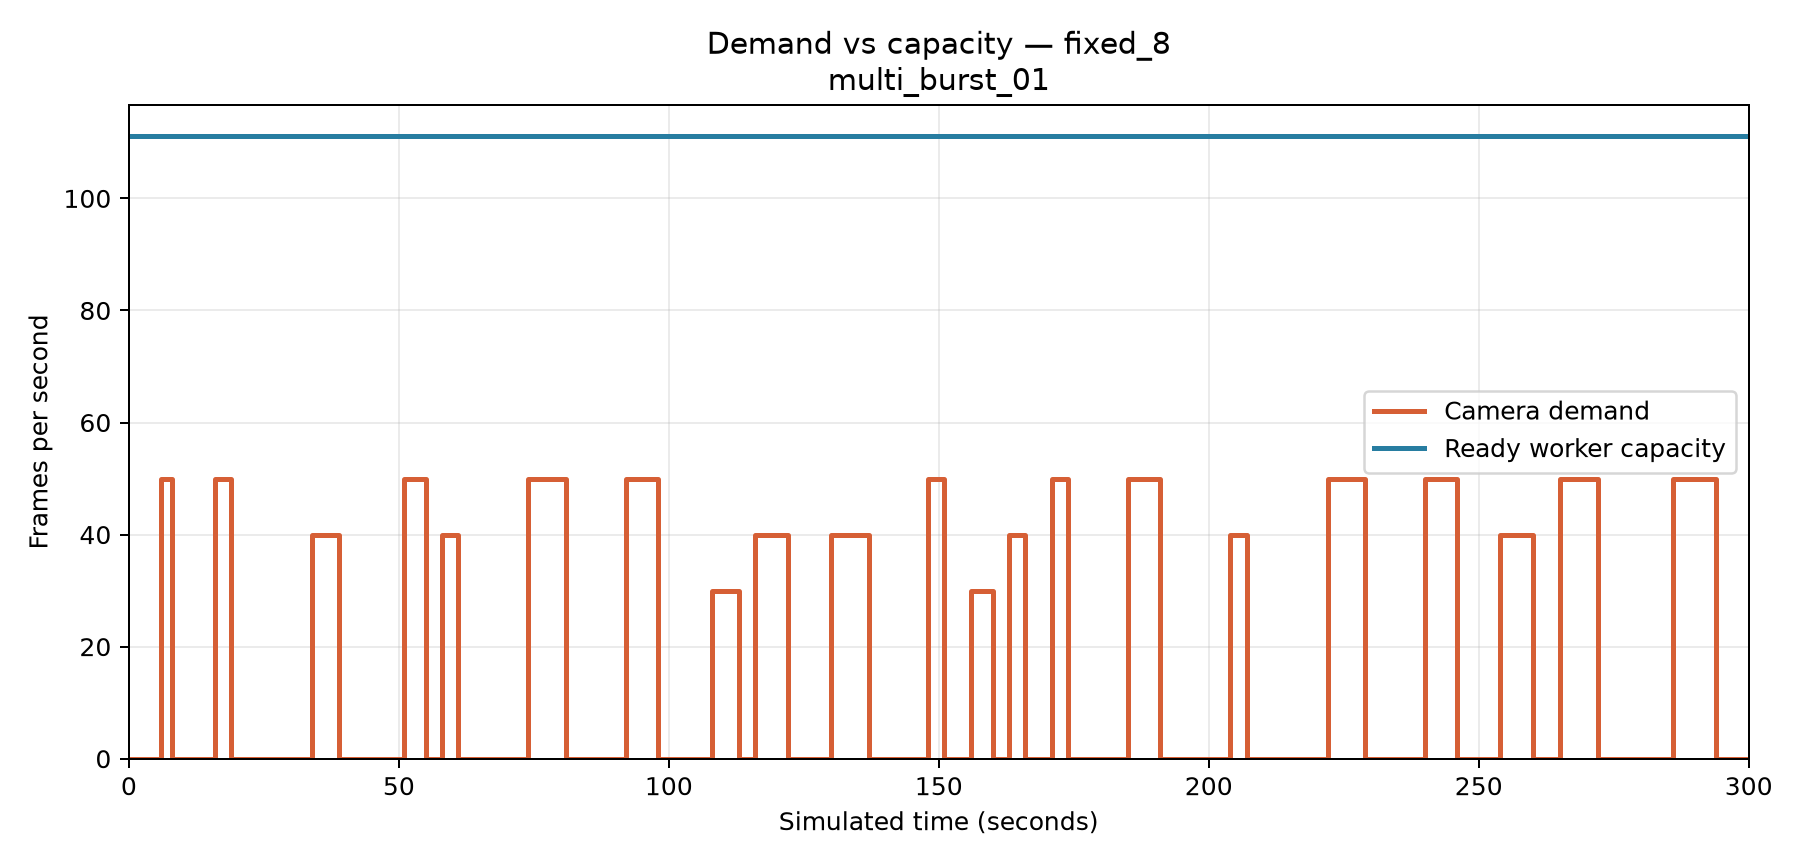 Demand vs capacity — fixed_8
multi_burst_01
Frames per second
100
80
60
40
20
0
Camera demand
Ready worker capacity
0 50 100 150 200 250 300
Simulated time (seconds)